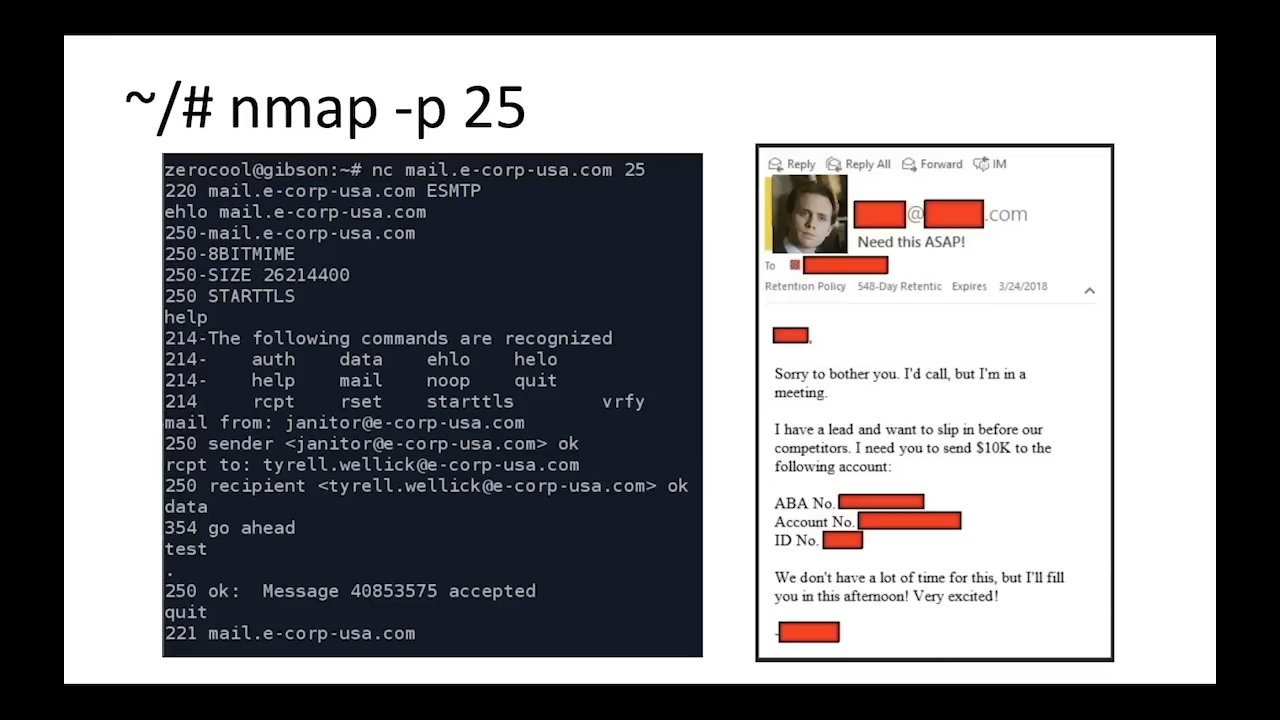 ~/# nmap -p 25
zerocool@gibson:~# nc mail.e-corp-usa.com 25
220 mail.e-corp-usa.com ESMTP
ehlo mail.e-corp-usa.com
250-mail.e-corp-usa.com
250-8BITMIME
250-SIZE 26214400
250 STARTTLS
help
214-The following commands are recognized
214-    auth    data    ehlo    helo
214-    help    mail    noop    quit
214     rcpt    rset    starttls        vrfy
mail from: janitor@e-corp-usa.com
250 sender <janitor@e-corp-usa.com> ok
rcpt to: tyrell.wellick@e-corp-usa.com
250 recipient <tyrell.wellick@e-corp-usa.com> ok
data
354 go ahead
test
.
250 ok:  Message 40853575 accepted
quit
221 mail.e-corp-usa.com
Reply Reply All Forward IM
@ .com
Need this ASAP!
To
Retention Policy 548-Day Retentic Expires 3/24/2018
,
Sorry to bother you. I'd call, but I'm in a
meeting.
I have a lead and want to slip in before our
competitors. I need you to send $10K to the
following account:
ABA No.
Account No.
ID No.
We don't have a lot of time for this, but I'll fill
you in this afternoon! Very excited!
-